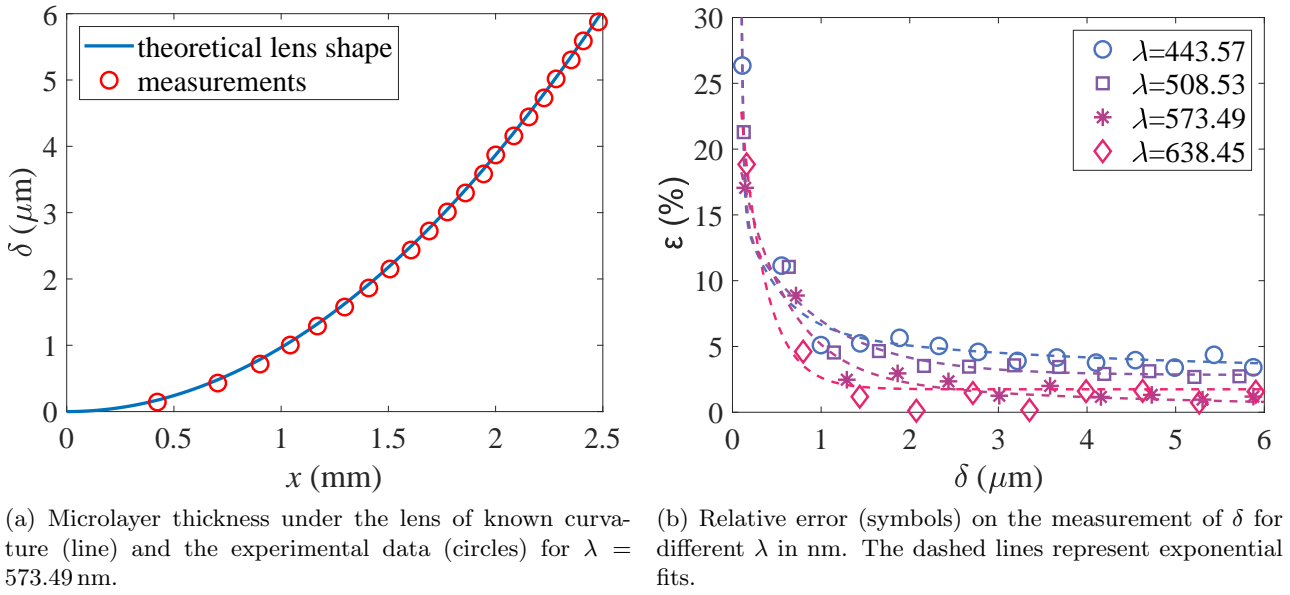 6
5
4
3
2
1
0
δ (μm)
theoretical lens shape
measurements
0 0.5 1 1.5 2 2.5
x (mm)
(a) Microlayer thickness under the lens of known curva-
ture (line) and the experimental data (circles) for λ =
573.49 nm.
30
25
20
15
10
5
0
ε (%)
λ=443.57
λ=508.53
λ=573.49
λ=638.45
0 1 2 3 4 5 6
δ (μm)
(b) Relative error (symbols) on the measurement of δ for
different λ in nm. The dashed lines represent exponential
fits.